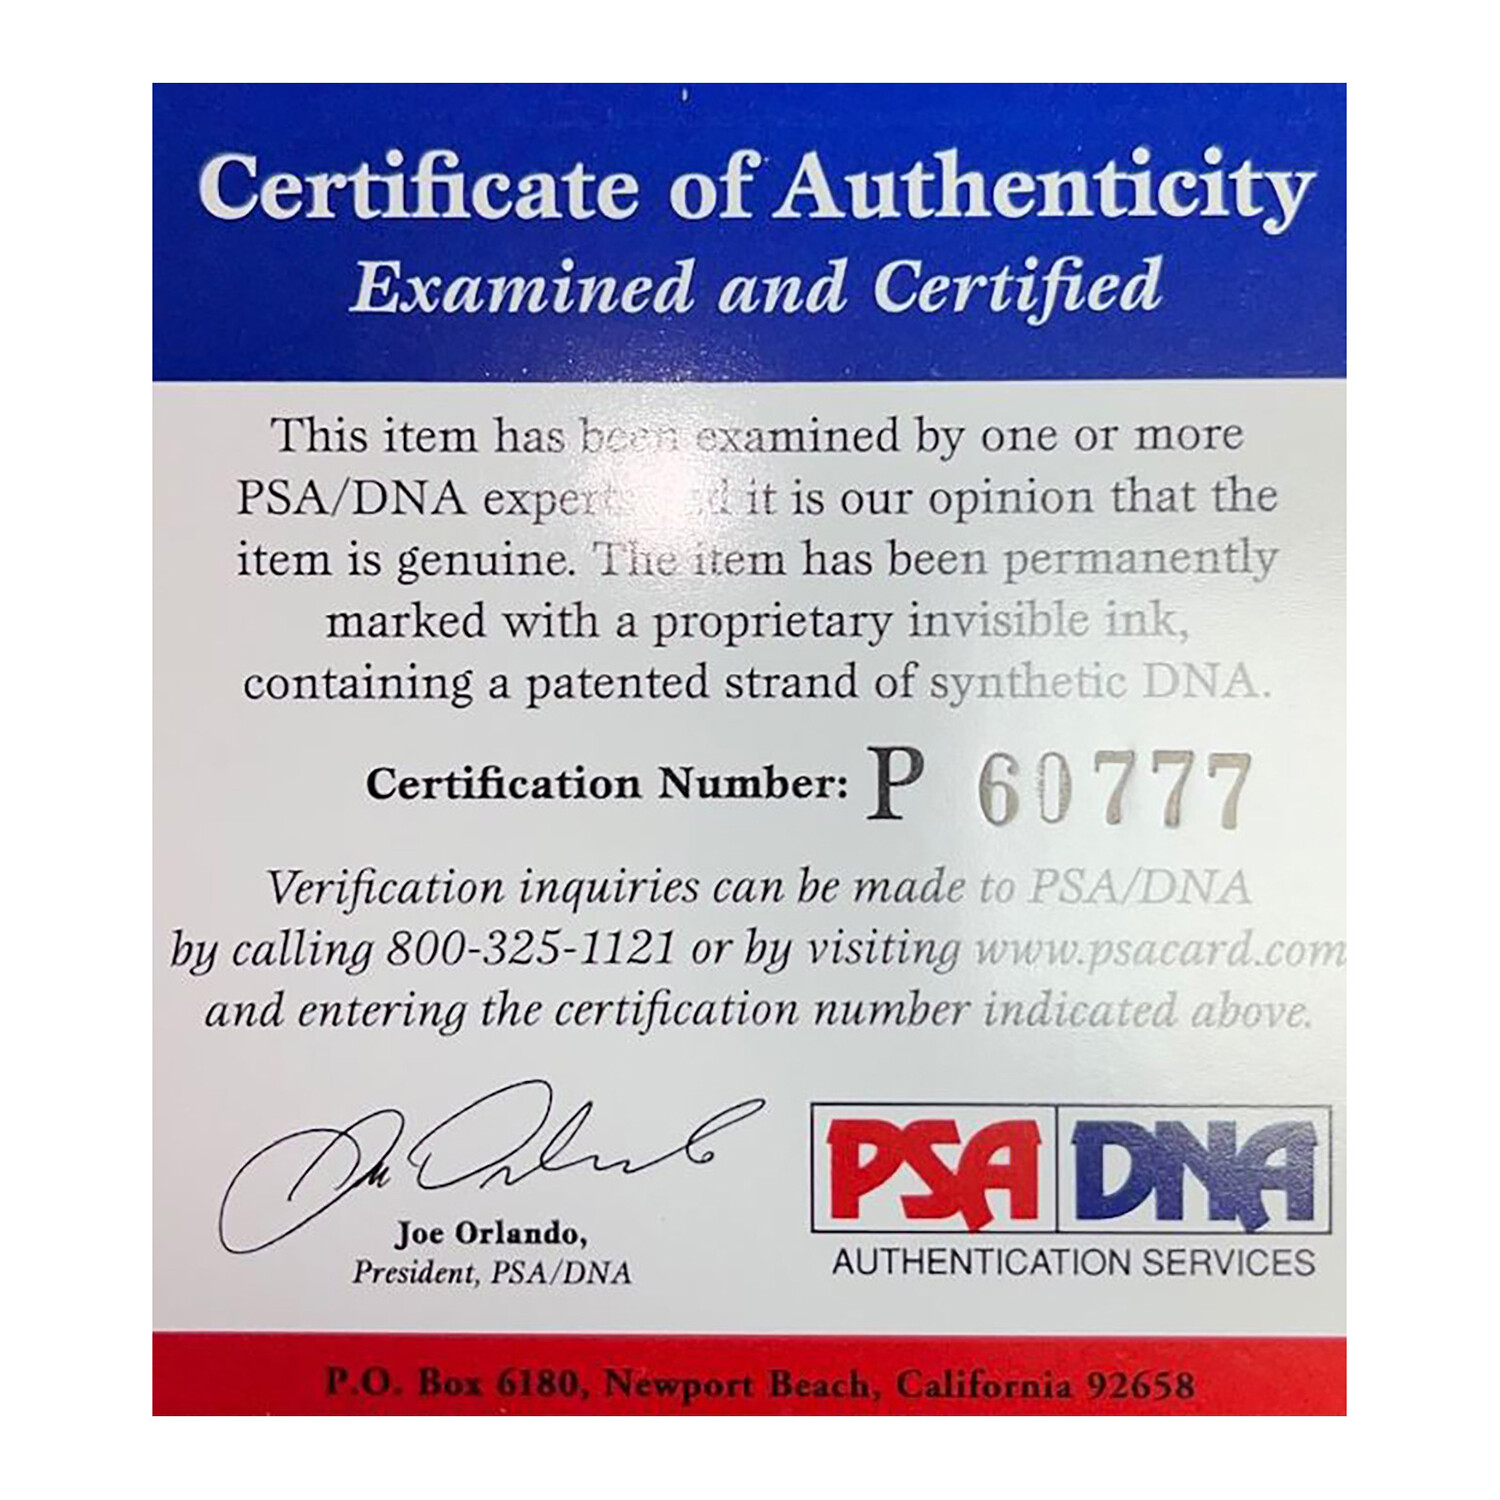 Certificate of Authenticity
Examined and Certified
This item has been examined by one or more
PSA/DNA experts it is our opinion that the
item is genuine. The item has been permanently
marked with a proprietary invisible ink,
containing a patented strand of synthetic DNA.
Certification Number: P 60777
Verification inquiries can be made to PSA/DNA
by calling 800-325-1121 or by visiting www.psacard.com
and entering the certification number indicated above.
Joe Orlando,
President, PSA/DNA
PSA DNA
AUTHENTICATION SERVICES
P.O. Box 6180, Newport Beach, California 92658